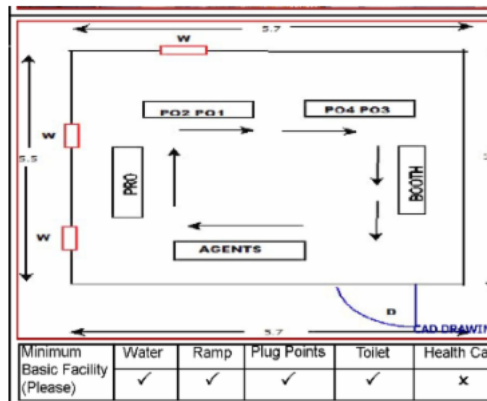 5.7
W
PO2 PO1
PO4 PO3
W
5.5
PRO
BOOTH
W
AGENTS
D
CAD DRAWIN
5.7
Minimum Basic Facility (Please)
Water
Ramp
Plug Points
Toilet
Health Ca
✓ ✓ ✓ ✓ x